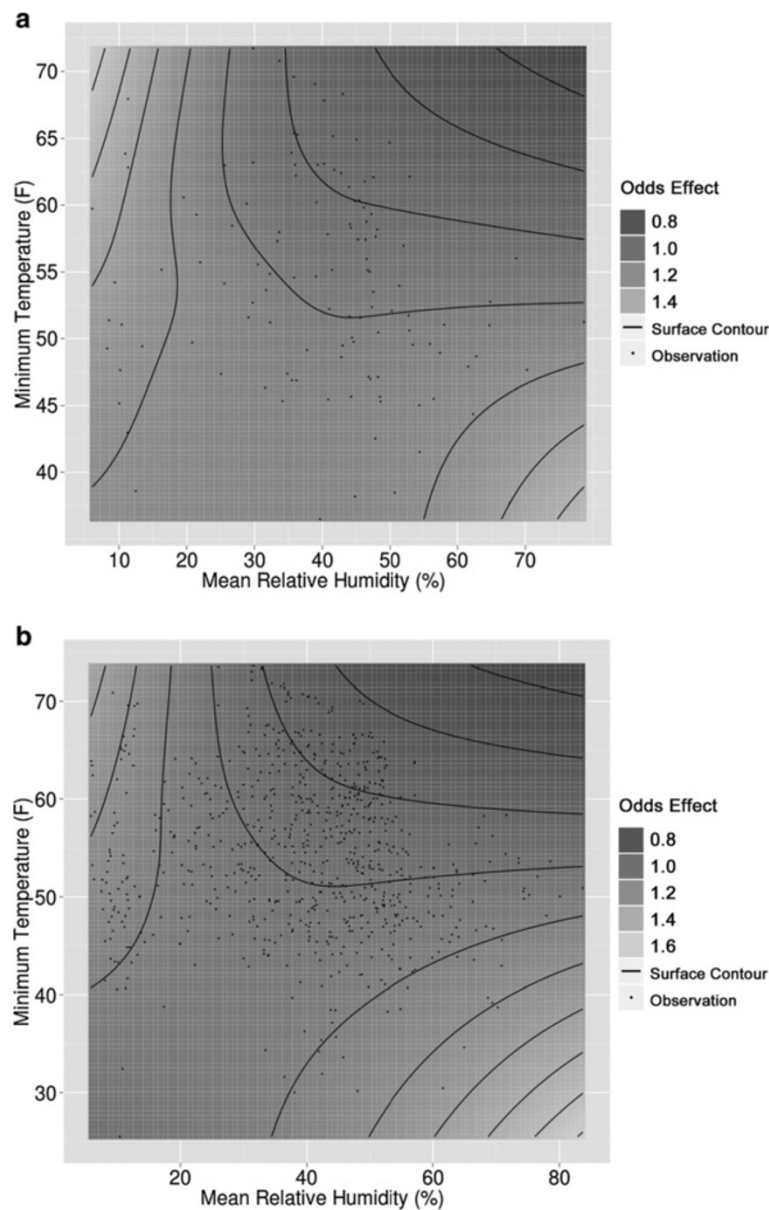 a
70
65
60
55
50
45
40
Minimum Temperature (F)
10 20 30 40 50 60 70
Mean Relative Humidity (%)
Odds Effect
0.8
1.0
1.2
1.4
Surface Contour
Observation
b
70
60
50
40
30
Minimum Temperature (F)
20 40 60 80
Mean Relative Humidity (%)
Odds Effect
0.8
1.0
1.2
1.4
1.6
Surface Contour
Observation